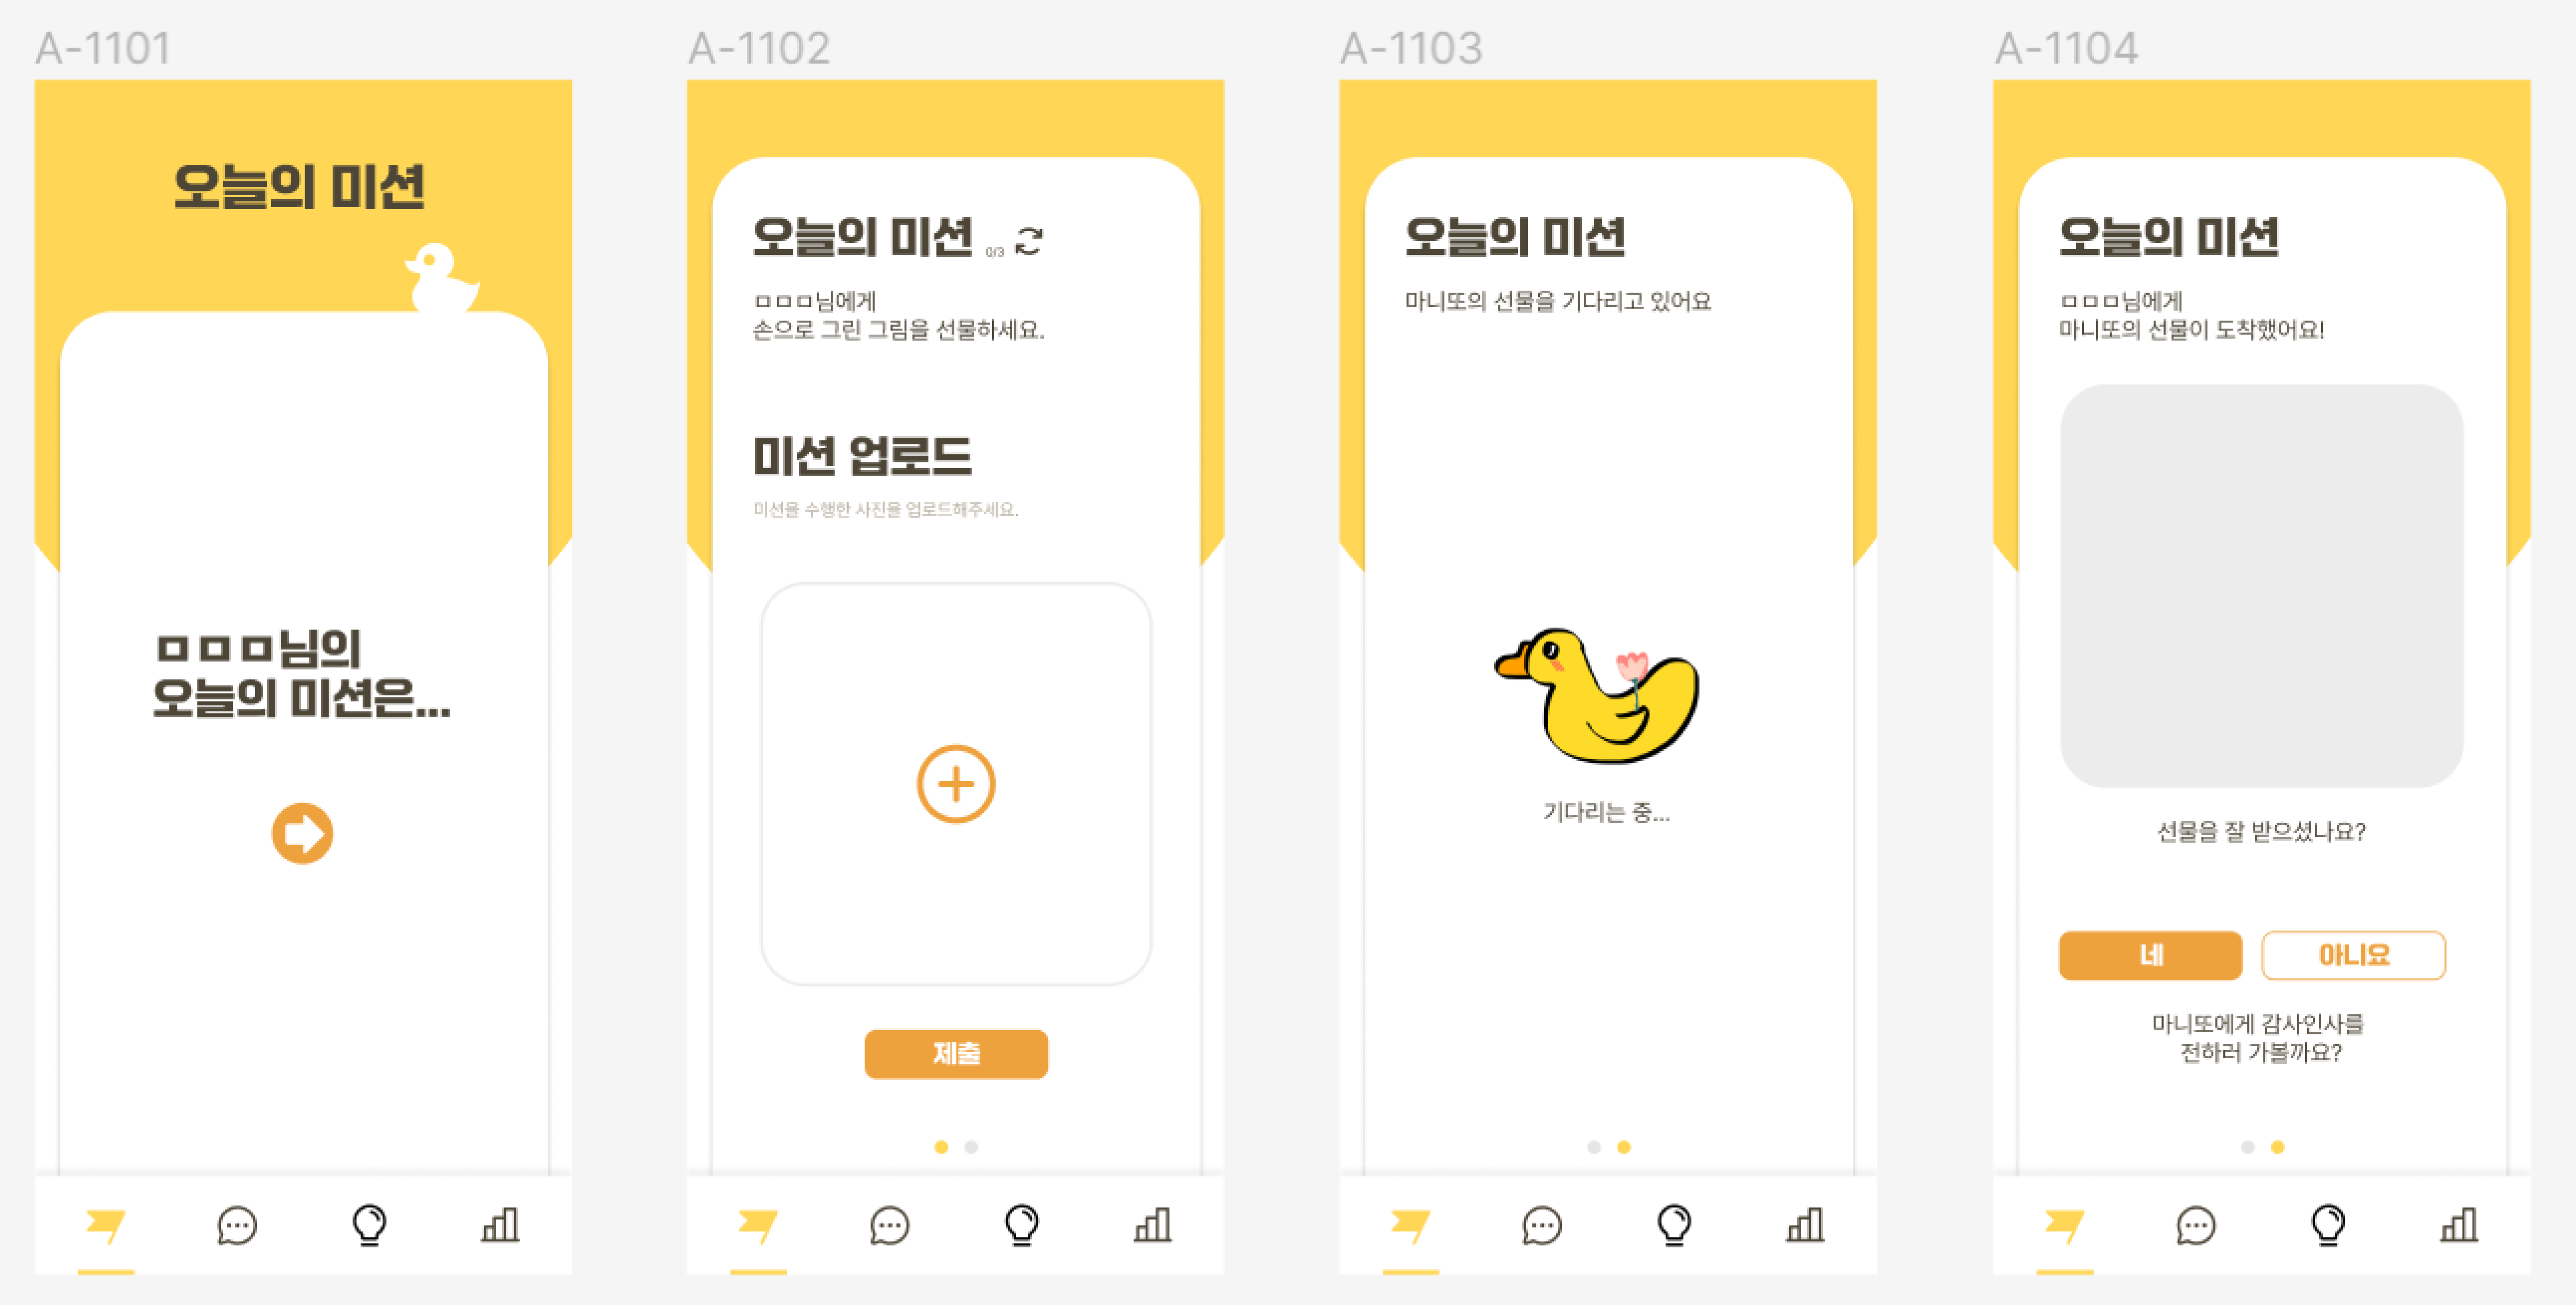 A-1101
오늘의 미션
ㅁㅁㅁ님의
오늘의 미션은...
A-1102
오늘의 미션 0/3
ㅁㅁㅁ님에게
손으로 그린 그림을 선물하세요.
미션 업로드
미션을 수행한 사진을 업로드해주세요.
제출
A-1103
오늘의 미션
마니또의 선물을 기다리고 있어요
기다리는 중...
A-1104
오늘의 미션
ㅁㅁㅁ님에게
마니또의 선물이 도착했어요!
선물을 잘 받으셨나요?
네
아니요
마니또에게 감사인사를
전하러 가볼까요?